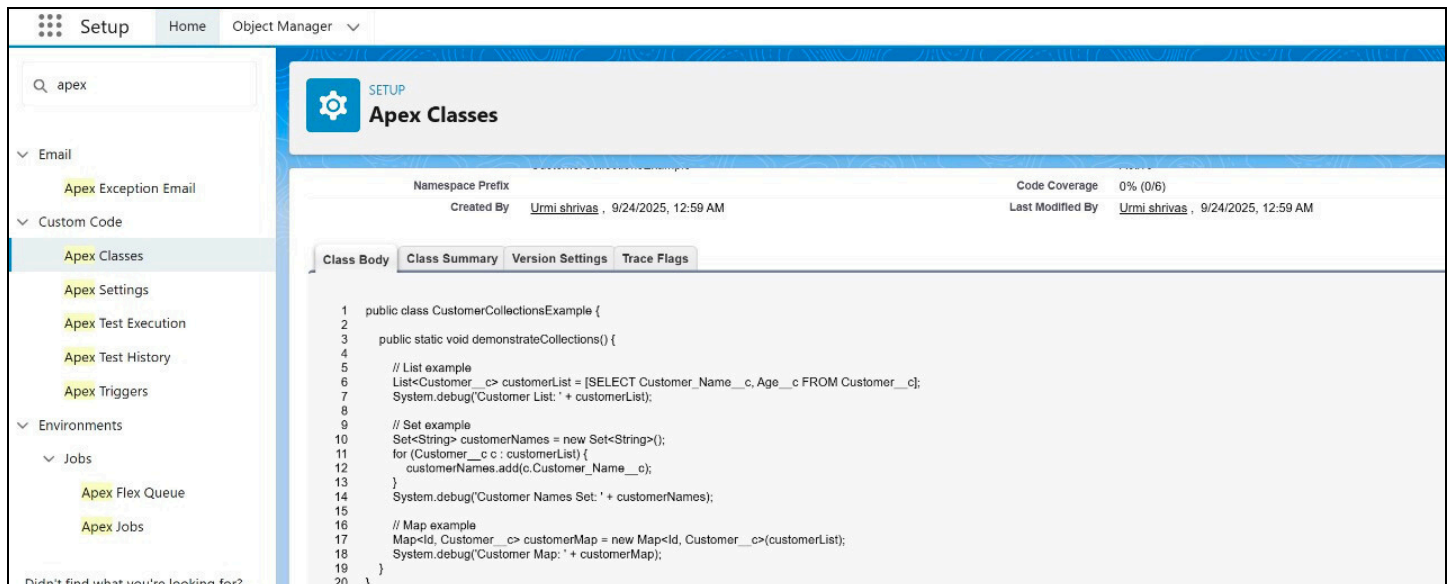 Setup Home Object Manager
apex
Email
Apex Exception Email
Custom Code
Apex Classes
Apex Settings
Apex Test Execution
Apex Test History
Apex Triggers
Environments
Jobs
Apex Flex Queue
Apex Jobs
Didn't find what you're looking for?
SETUP
Apex Classes
Namespace Prefix Code Coverage 0% (0/6)
Created By Urmi shrivas , 9/24/2025, 12:59 AM Last Modified By Urmi shrivas , 9/24/2025, 12:59 AM
Class Body Class Summary Version Settings Trace Flags
1 public class CustomerCollectionsExample {
2
3 public static void demonstrateCollections() {
4
5 // List example
6 List<Customer__c> customerList = [SELECT Customer_Name__c, Age__c FROM Customer__c];
7 System.debug('Customer List: ' + customerList);
8
9 // Set example
10 Set<String> customerNames = new Set<String>();
11 for (Customer__c c : customerList) {
12 customerNames.add(c.Customer_Name__c);
13 }
14 System.debug('Customer Names Set: ' + customerNames);
15
16 // Map example
17 Map<Id, Customer__c> customerMap = new Map<Id, Customer__c>(customerList);
18 System.debug('Customer Map: ' + customerMap);
19 }
20 }